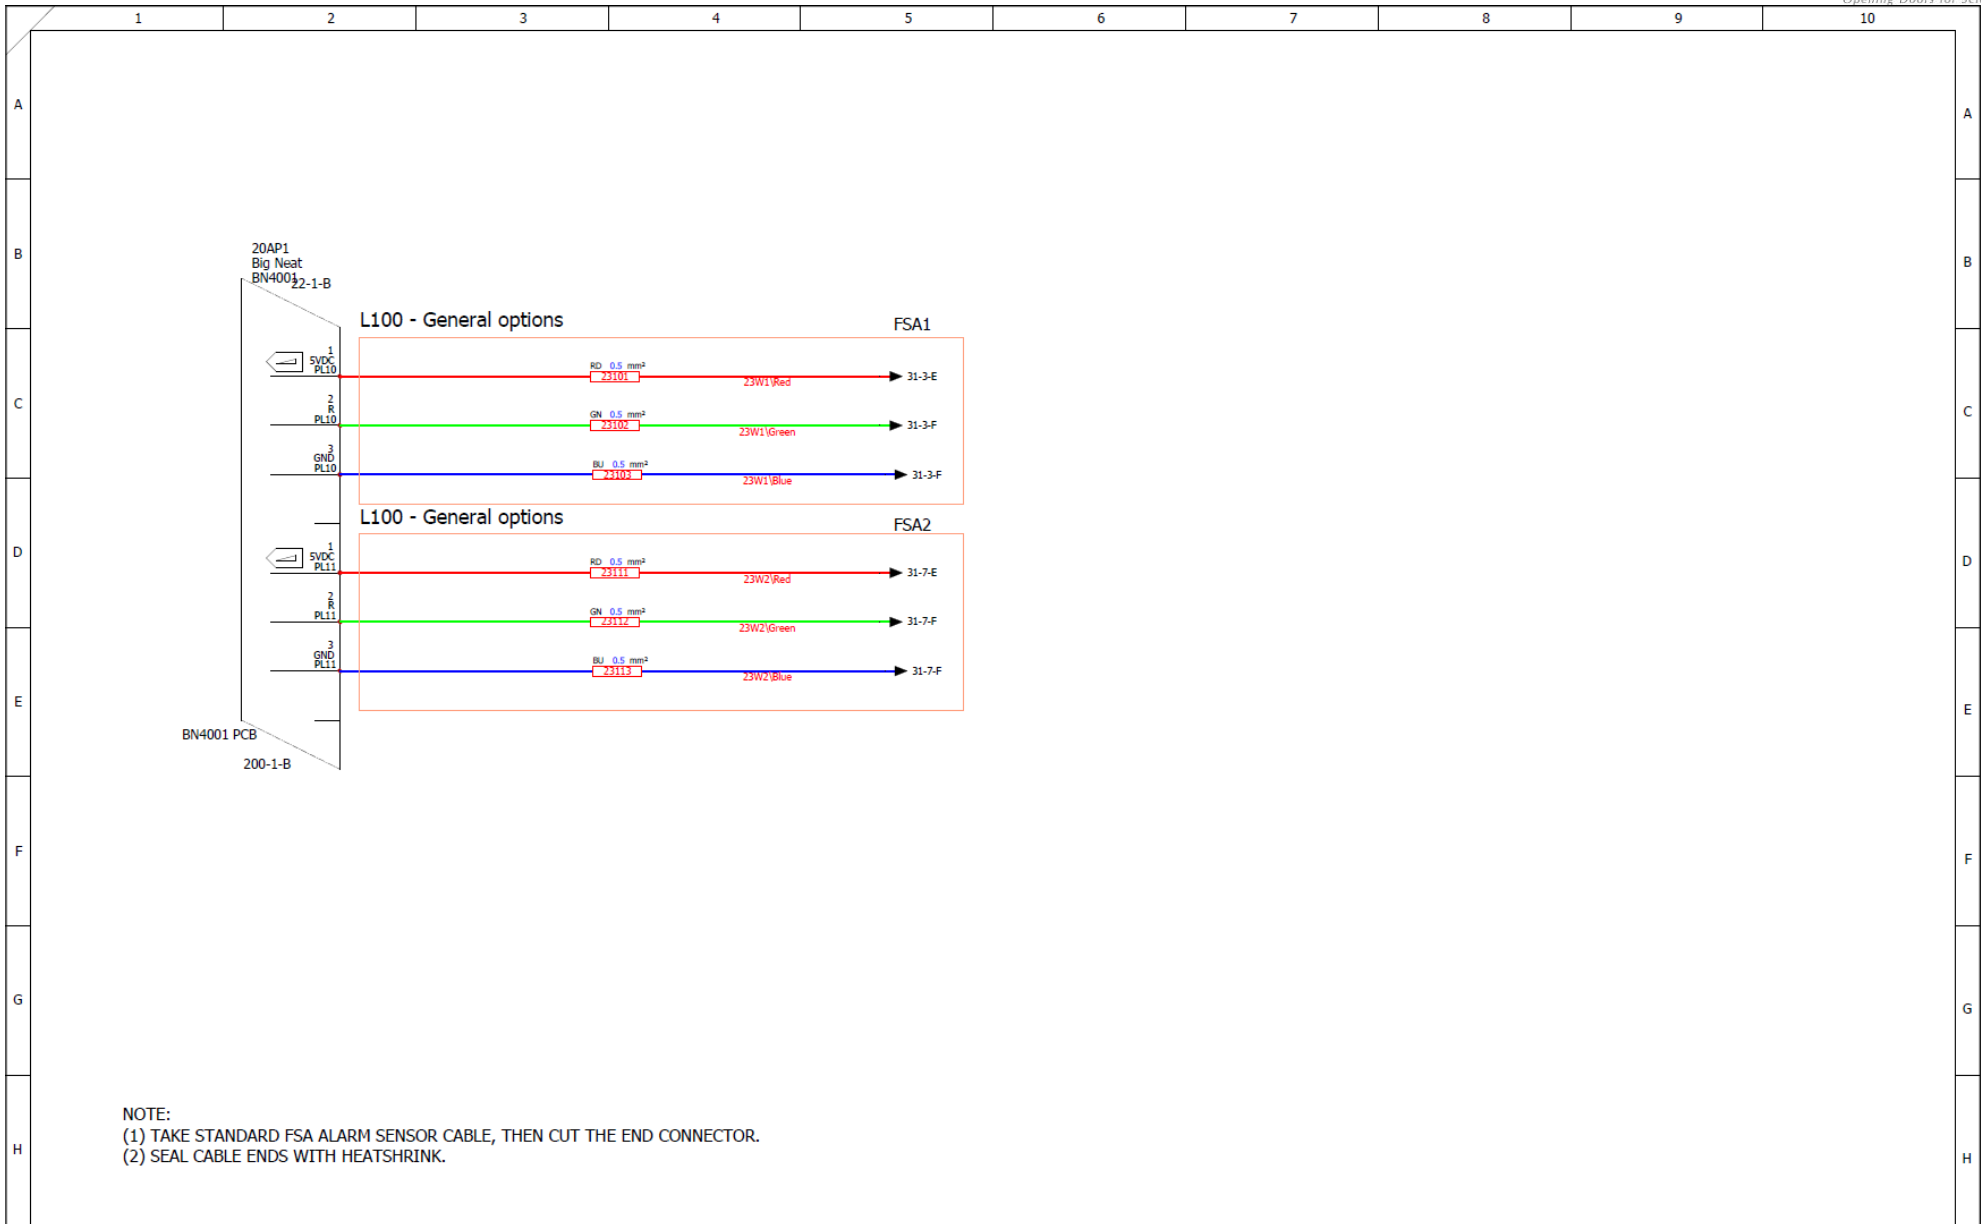 1 2 3 4 5 6 7 8 9 10
A A
B B
20AP1
Big Neat
BN4001
22-1-B
L100 - General options
FSA1
1
5VDC
PL10
RD 0.5 mm²
23101
23W1\Red
31-3-E
C C
2
R
PL10
GN 0.5 mm²
23102
23W1\Green
31-3-F
3
GND
PL10
BU 0.5 mm²
23103
23W1\Blue
31-3-F
L100 - General options
FSA2
D D
1
5VDC
PL11
RD 0.5 mm²
23111
23W2\Red
31-7-E
2
R
PL11
GN 0.5 mm²
23112
23W2\Green
31-7-F
3
GND
PL11
BU 0.5 mm²
23113
23W2\Blue
31-7-F
E E
BN4001 PCB
200-1-B
F F
G G
NOTE:
(1) TAKE STANDARD FSA ALARM SENSOR CABLE, THEN CUT THE END CONNECTOR.
(2) SEAL CABLE ENDS WITH HEATSHRINK.
H H